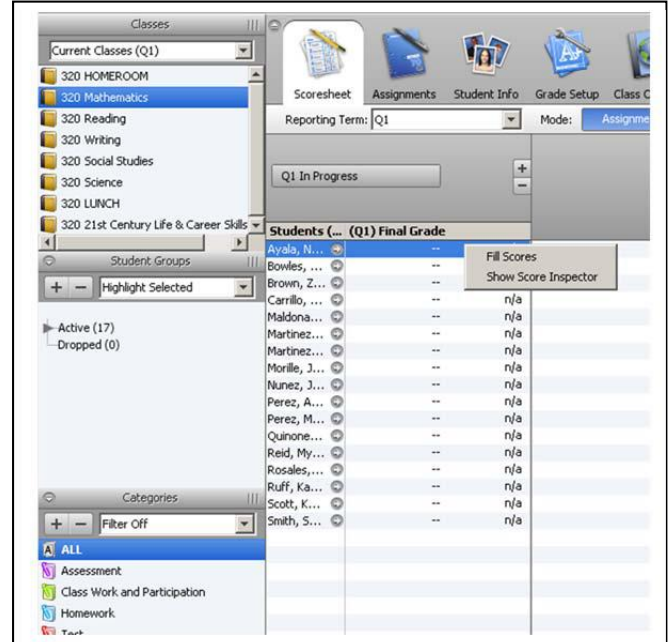 Classes
Current Classes (Q1)
320 HOMEROOM
320 Mathematics
320 Reading
320 Writing
320 Social Studies
320 Science
320 LUNCH
320 21st Century Life & Career Skills
Student Groups
+ - Highlight Selected
Active (17)
Dropped (0)
Categories
+ - Filter Off
ALL
Assessment
Class Work and Participation
Homework
Test
Scoresheet Assignments Student Info Grade Setup Class C
Reporting Term: Q1 Mode: Assignme
Q1 In Progress
+
-
Students (... (Q1) Final Grade
Ayala, N... --
Bowles, ... --
Brown, Z... --
Carrillo, ... -- n/a
Maldona... -- n/a
Martinez... -- n/a
Martinez... -- n/a
Morille, J... -- n/a
Nunez, J... -- n/a
Perez, A... -- n/a
Perez, M... -- n/a
Quinone... -- n/a
Reid, My... -- n/a
Rosales,... -- n/a
Ruff, Ka... -- n/a
Scott, K... -- n/a
Smith, S... -- n/a
Fill Scores
Show Score Inspector